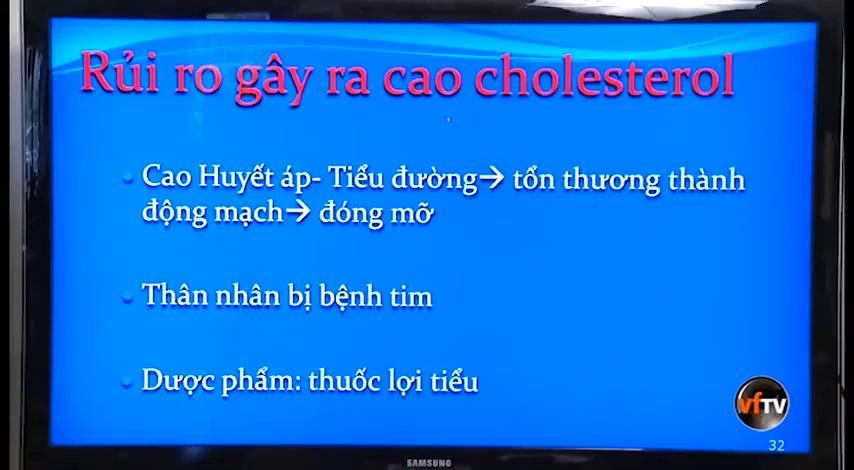 Rủi ro gây ra cao cholesterol
Cao Huyết áp- Tiểu đường→ tổn thương thành
động mạch→ đóng mỡ
Thân nhân bị bệnh tim
Dược phẩm: thuốc lợi tiểu
vfTV
32
SAMSUNG